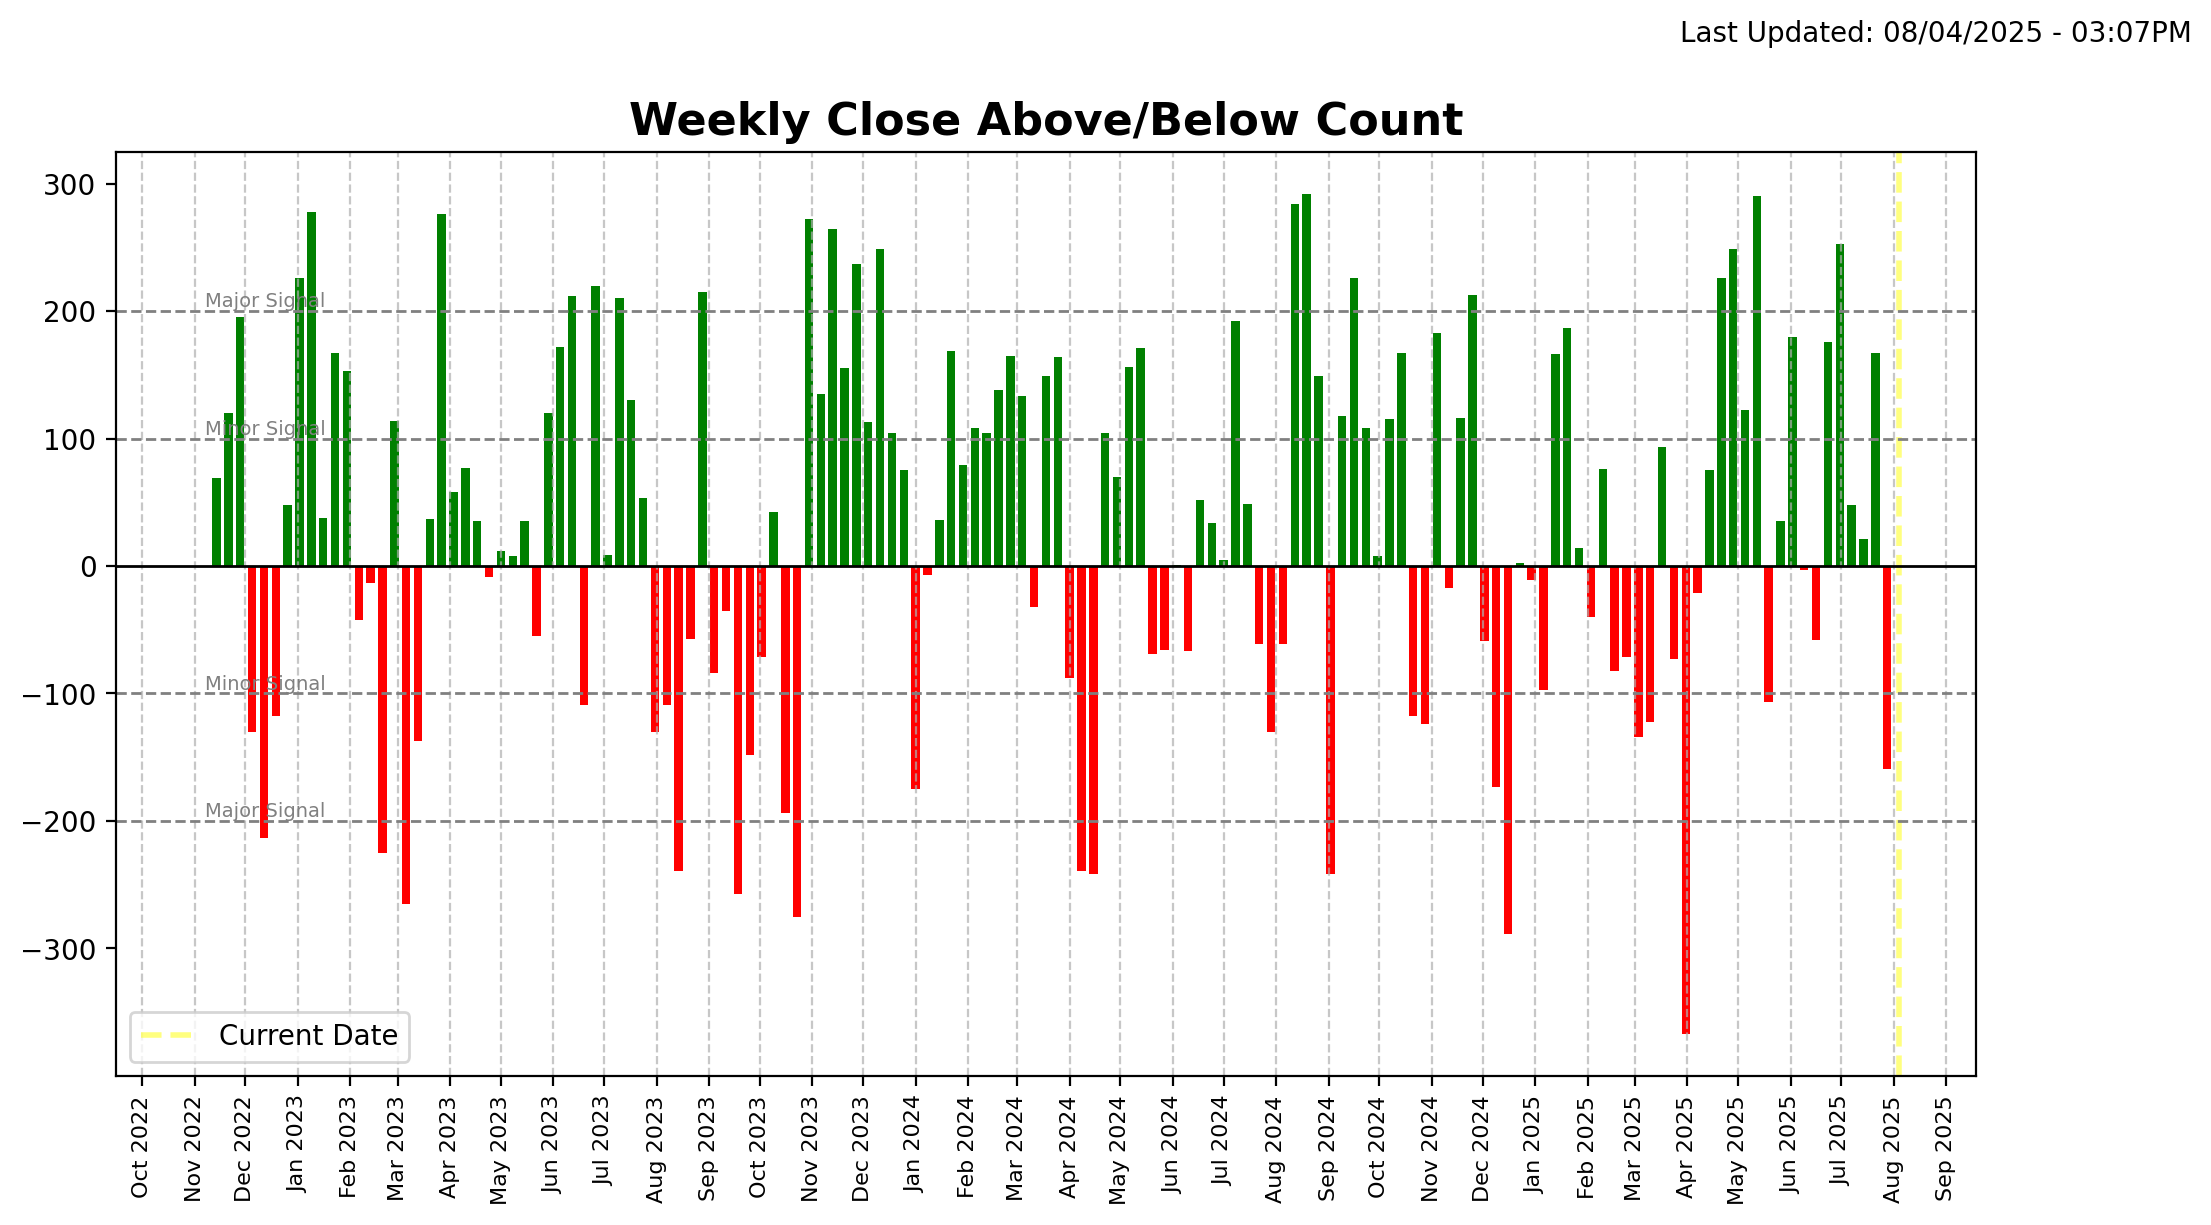 Last Updated: 08/04/2025 - 03:07PM
Weekly Close Above/Below Count
300
200
100
0
−100
−200
−300
Major Signal
Minor Signal
Minor Signal
Major Signal
Current Date
Oct 2022
Nov 2022
Dec 2022
Jan 2023
Feb 2023
Mar 2023
Apr 2023
May 2023
Jun 2023
Jul 2023
Aug 2023
Sep 2023
Oct 2023
Nov 2023
Dec 2023
Jan 2024
Feb 2024
Mar 2024
Apr 2024
May 2024
Jun 2024
Jul 2024
Aug 2024
Sep 2024
Oct 2024
Nov 2024
Dec 2024
Jan 2025
Feb 2025
Mar 2025
Apr 2025
May 2025
Jun 2025
Jul 2025
Aug 2025
Sep 2025